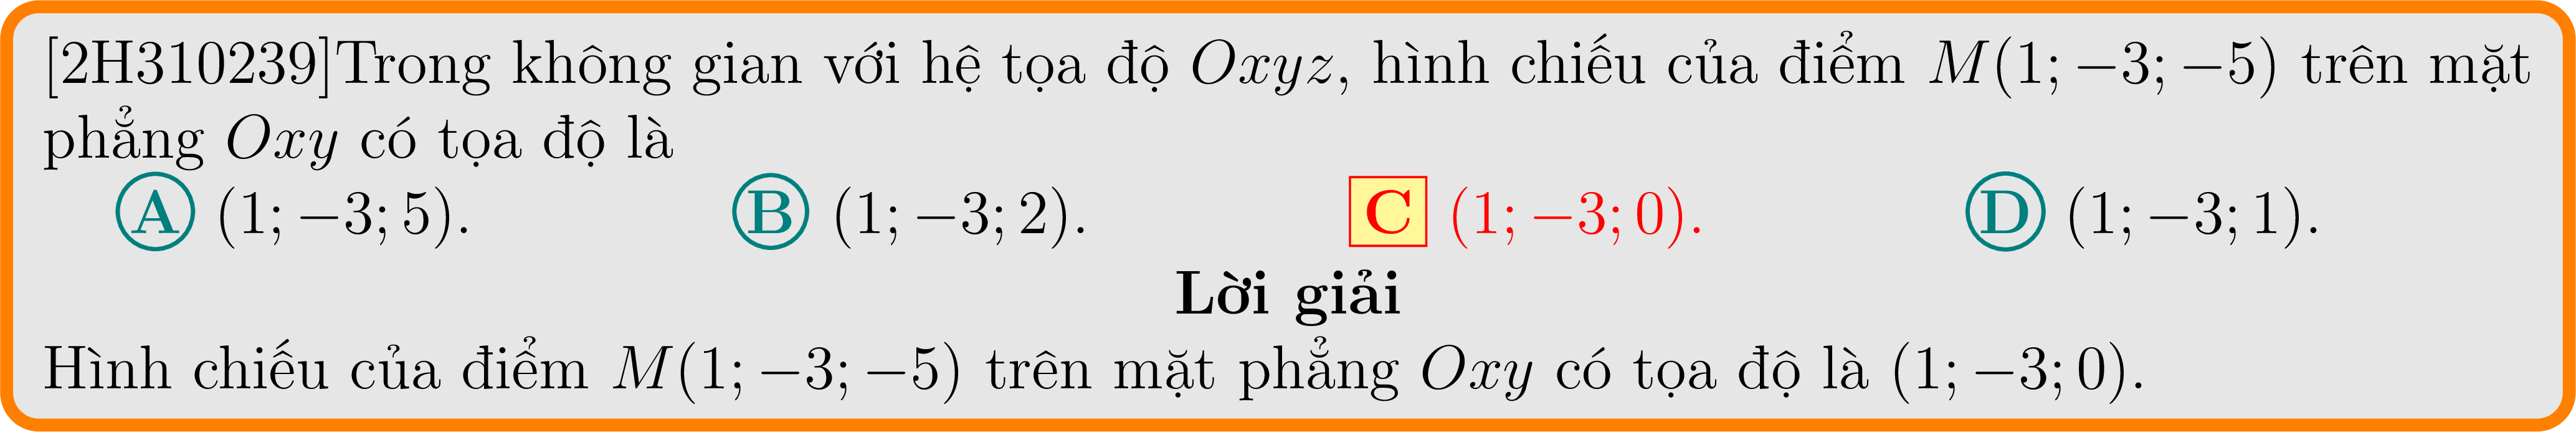 [2H310239]Trong không gian với hệ tọa độ Oxyz, hình chiếu của điểm M(1; −3; −5) trên mặt
phẳng Oxy có tọa độ là
A (1; −3; 5). B (1; −3; 2). C (1; −3; 0). D (1; −3; 1).
Lời giải
Hình chiếu của điểm M(1; −3; −5) trên mặt phẳng Oxy có tọa độ là (1; −3; 0).